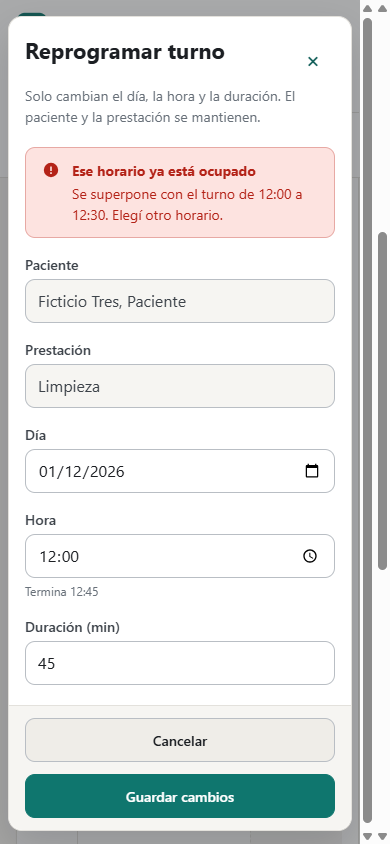 Reprogramar turno
Solo cambian el día, la hora y la duración. El
paciente y la prestación se mantienen.
Ese horario ya está ocupado
Se superpone con el turno de 12:00 a
12:30. Elegí otro horario.
Paciente
Ficticio Tres, Paciente
Prestación
Limpieza
Día
01/12/2026
Hora
12:00
Termina 12:45
Duración (min)
45
Cancelar
Guardar cambios